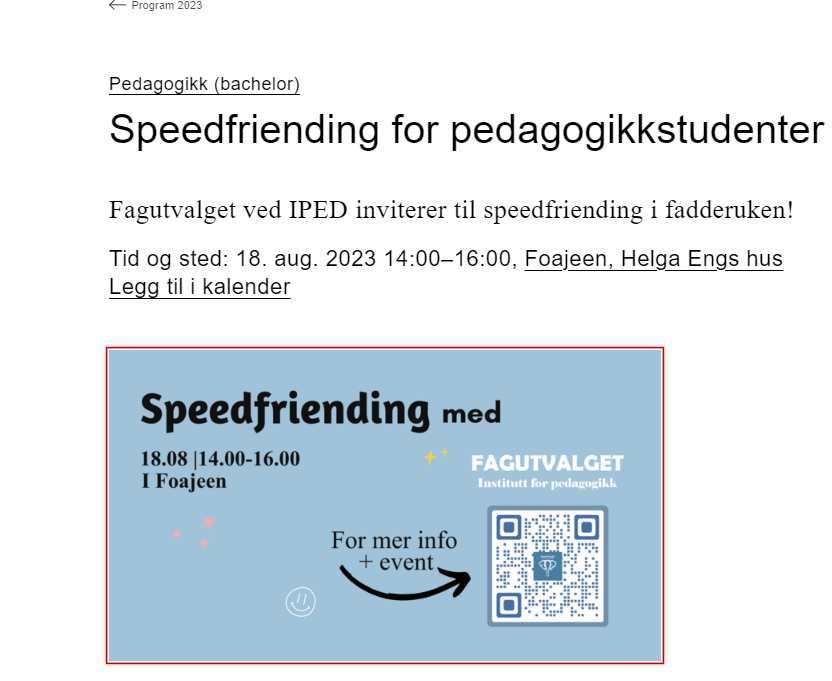 ← Program 2023
Pedagogikk (bachelor)
Speedfriending for pedagogikkstudenter
Fagutvalget ved IPED inviterer til speedfriending i fadderuken!
Tid og sted: 18. aug. 2023 14:00–16:00, Foajeen, Helga Engs hus
Legg til i kalender
Speedfriending med
18.08 |14.00-16.00
I Foajeen
FAGUTVALGET
Institutt for pedagogikk
For mer info
+ event